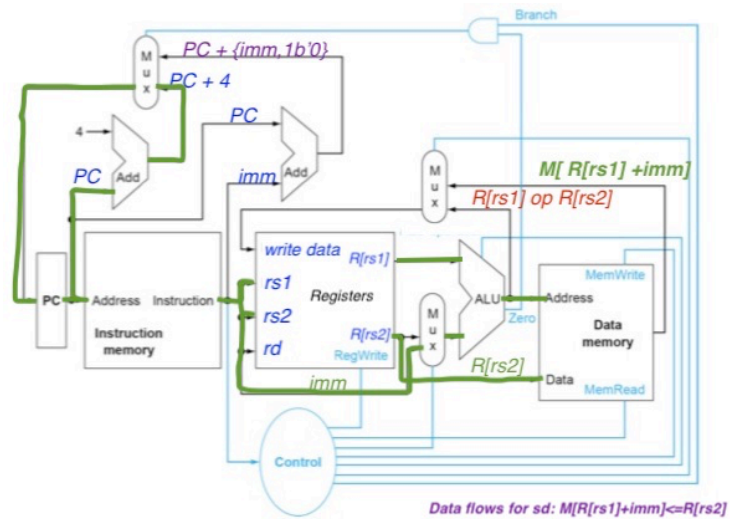 Branch
M
u
x
PC + {imm,1b'0}
PC + 4
4
Add
PC
PC
imm
Add
M
u
x
M[ R[rs1] +imm]
R[rs1] op R[rs2]
PC
Address
Instruction
Instruction
memory
write data
rs1
rs2
rd
R[rs1]
Registers
R[rs2]
RegWrite
imm
M
u
x
ALU
Zero
R[rs2]
MemWrite
Address
Data
memory
Data
MemRead
Control
Data flows for sd: M[R[rs1]+imm]<=R[rs2]